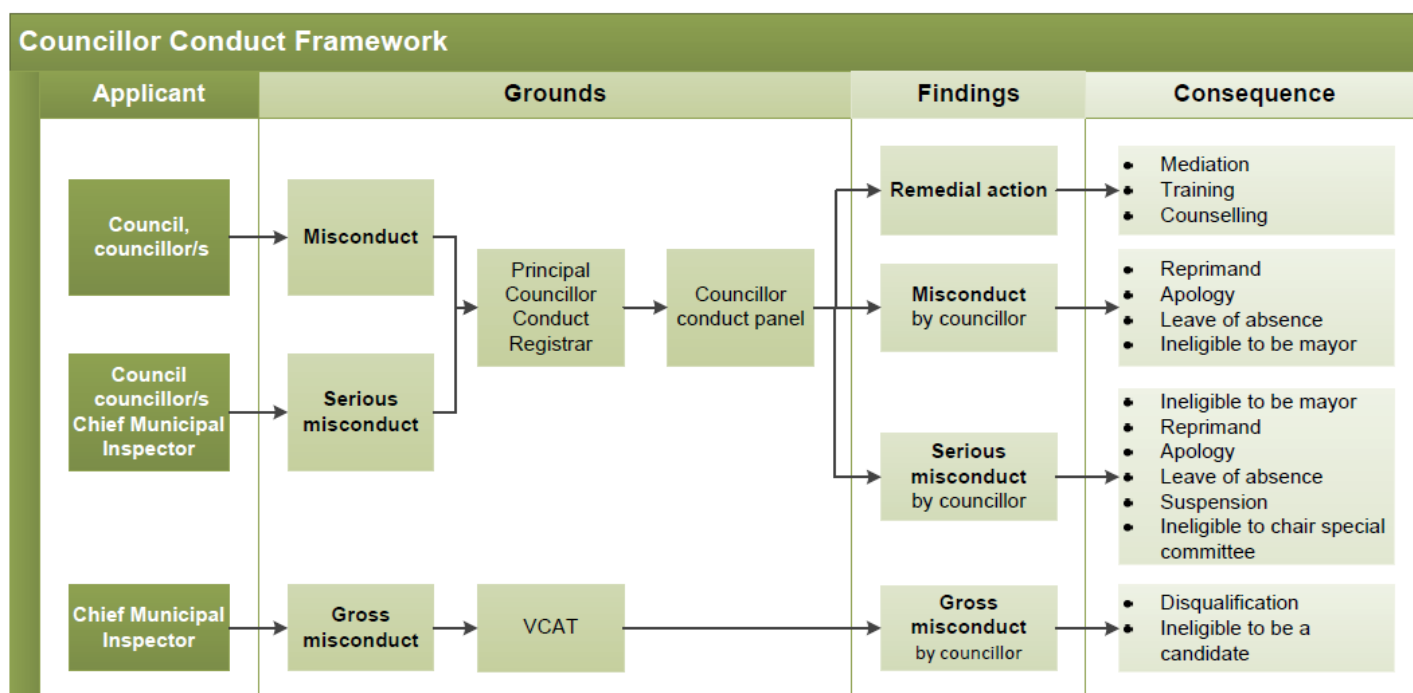 Councillor Conduct Framework
Applicant
Grounds
Findings
Consequence
Council,
councillor/s
Misconduct
Council
councillor/s
Chief Municipal
Inspector
Serious
misconduct
Principal
Councillor
Conduct
Registrar
Councillor
conduct panel
Remedial action
• Mediation
• Training
• Counselling
Misconduct
by councillor
• Reprimand
• Apology
• Leave of absence
• Ineligible to be mayor
Serious
misconduct
by councillor
• Ineligible to be mayor
• Reprimand
• Apology
• Leave of absence
• Suspension
• Ineligible to chair special
committee
Chief Municipal
Inspector
Gross
misconduct
VCAT
Gross
misconduct
by councillor
• Disqualification
• Ineligible to be a
candidate